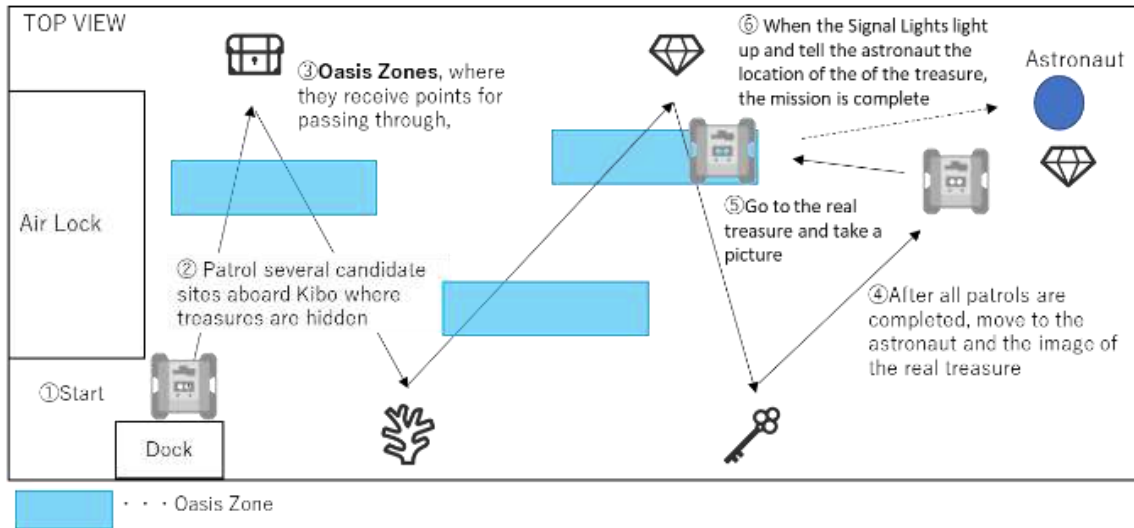 TOP VIEW
③Oasis Zones, where
they receive points for
passing through,
⑥ When the Signal Lights light
up and tell the astronaut the
location of the of the treasure,
the mission is complete
Astronaut
Air Lock
② Patrol several candidate
sites aboard Kibo where
treasures are hidden
⑤Go to the real
treasure and take a
picture
④After all patrols are
completed, move to the
astronaut and the image of
the real treasure
①Start
Dock
・・・Oasis Zone